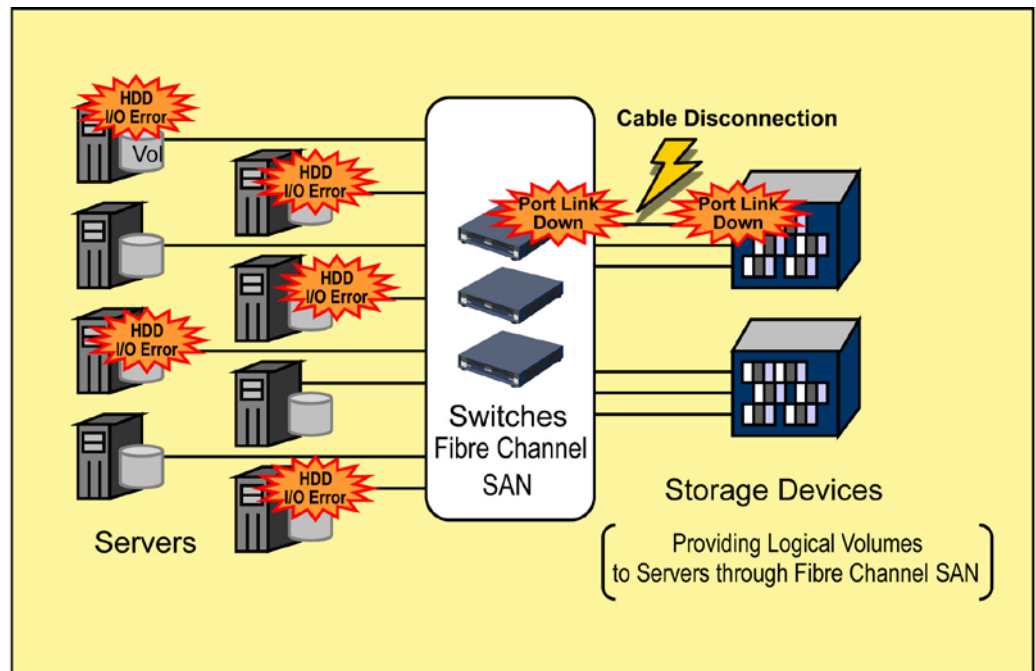 HDD
I/O Error
Vol
HDD
I/O Error
HDD
I/O Error
HDD
I/O Error
HDD
I/O Error
Servers
Switches
Fibre Channel
SAN
Cable Disconnection
Port Link
Down
Port Link
Down
Storage Devices
Providing Logical Volumes
to Servers through Fibre Channel SAN